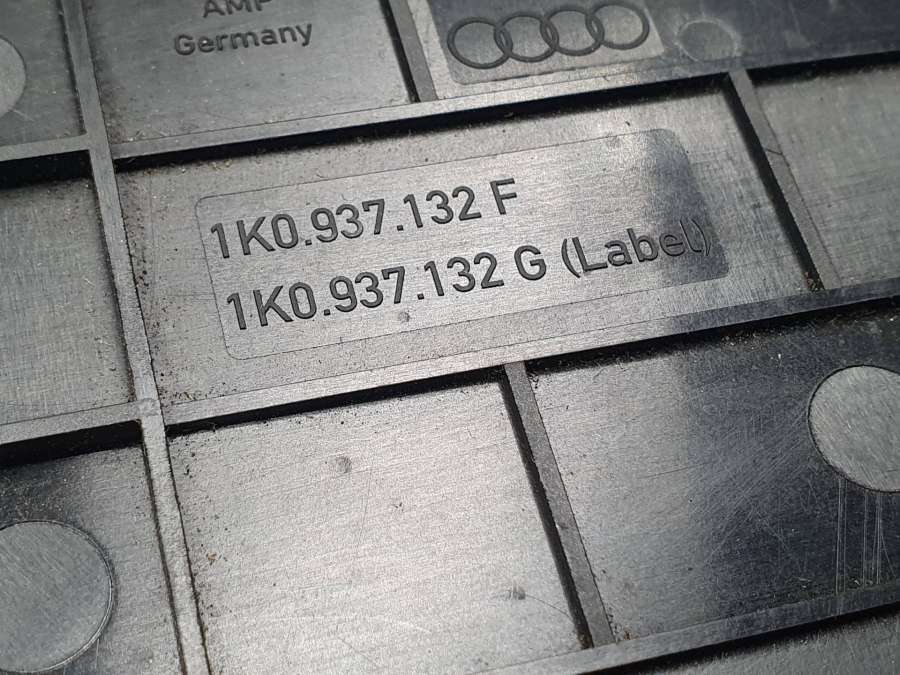 AMP
Germany
1K0.937.132 F
1K0.937.132 G (Label)